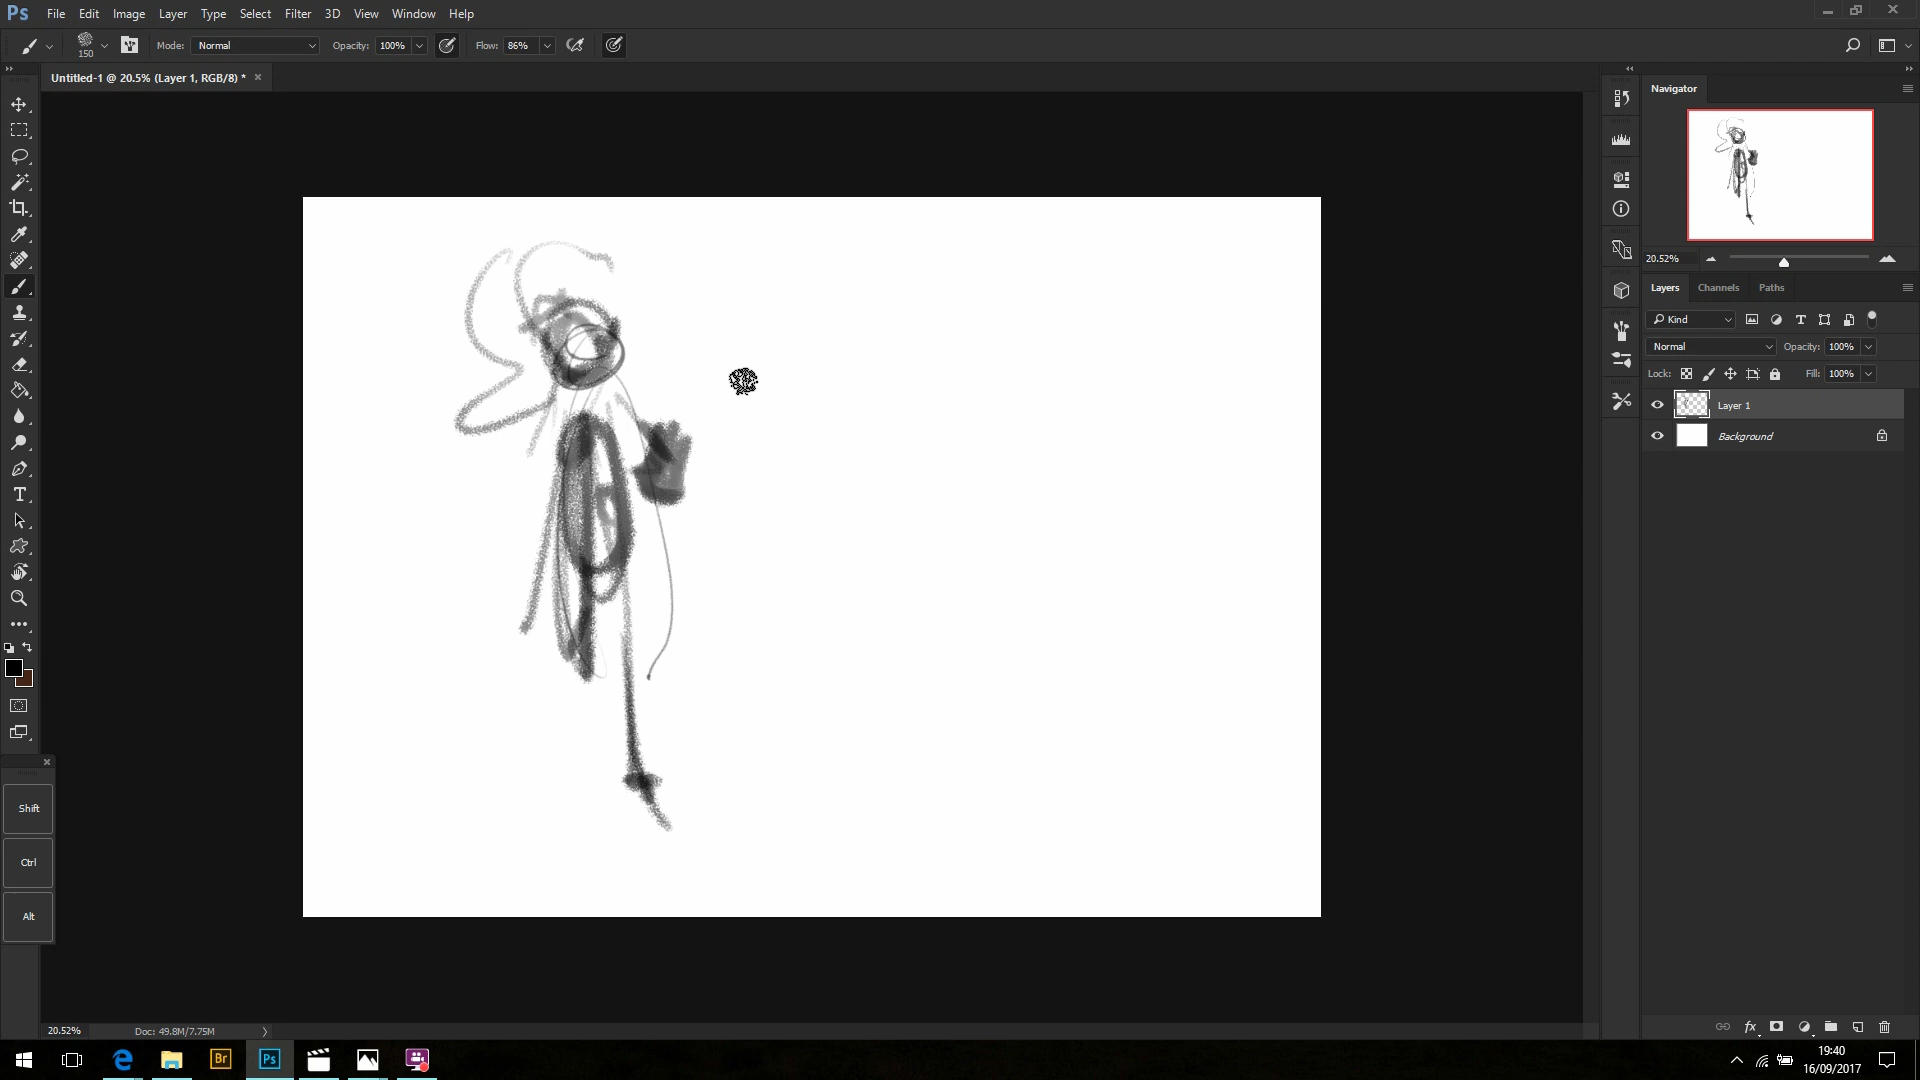 Ps File Edit Image Layer Type Select Filter 3D View Window Help
150 Mode: Normal Opacity: 100% Flow: 86%
Untitled-1 @ 20.5% (Layer 1, RGB/8) *
Navigator
20.52%
Layers Channels Paths
Kind
Normal Opacity: 100%
Lock: Fill: 100%
Layer 1
Background
Shift
Ctrl
Alt
20.52% Doc: 49.8M/7.75M
fx
Br Ps
19:40
16/09/2017